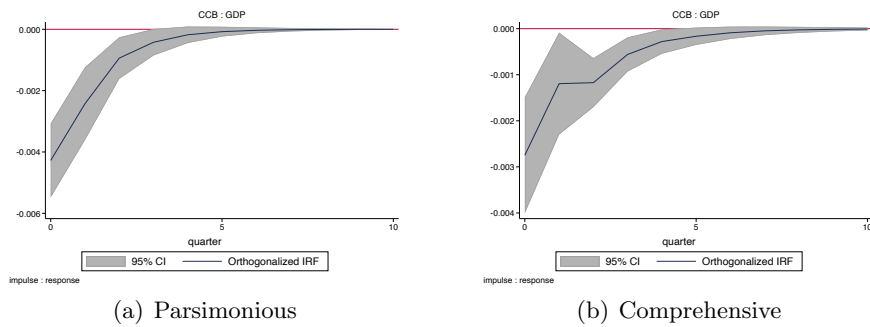 CCB : GDP
0.000
-0.002
-0.004
-0.006
0
5
10
quarter
95% CI
Orthogonalized IRF
impulse : response
(a) Parsimonious
CCB : GDP
0.000
-0.001
-0.002
-0.003
-0.004
0
5
10
quarter
95% CI
Orthogonalized IRF
impulse : response
(b) Comprehensive